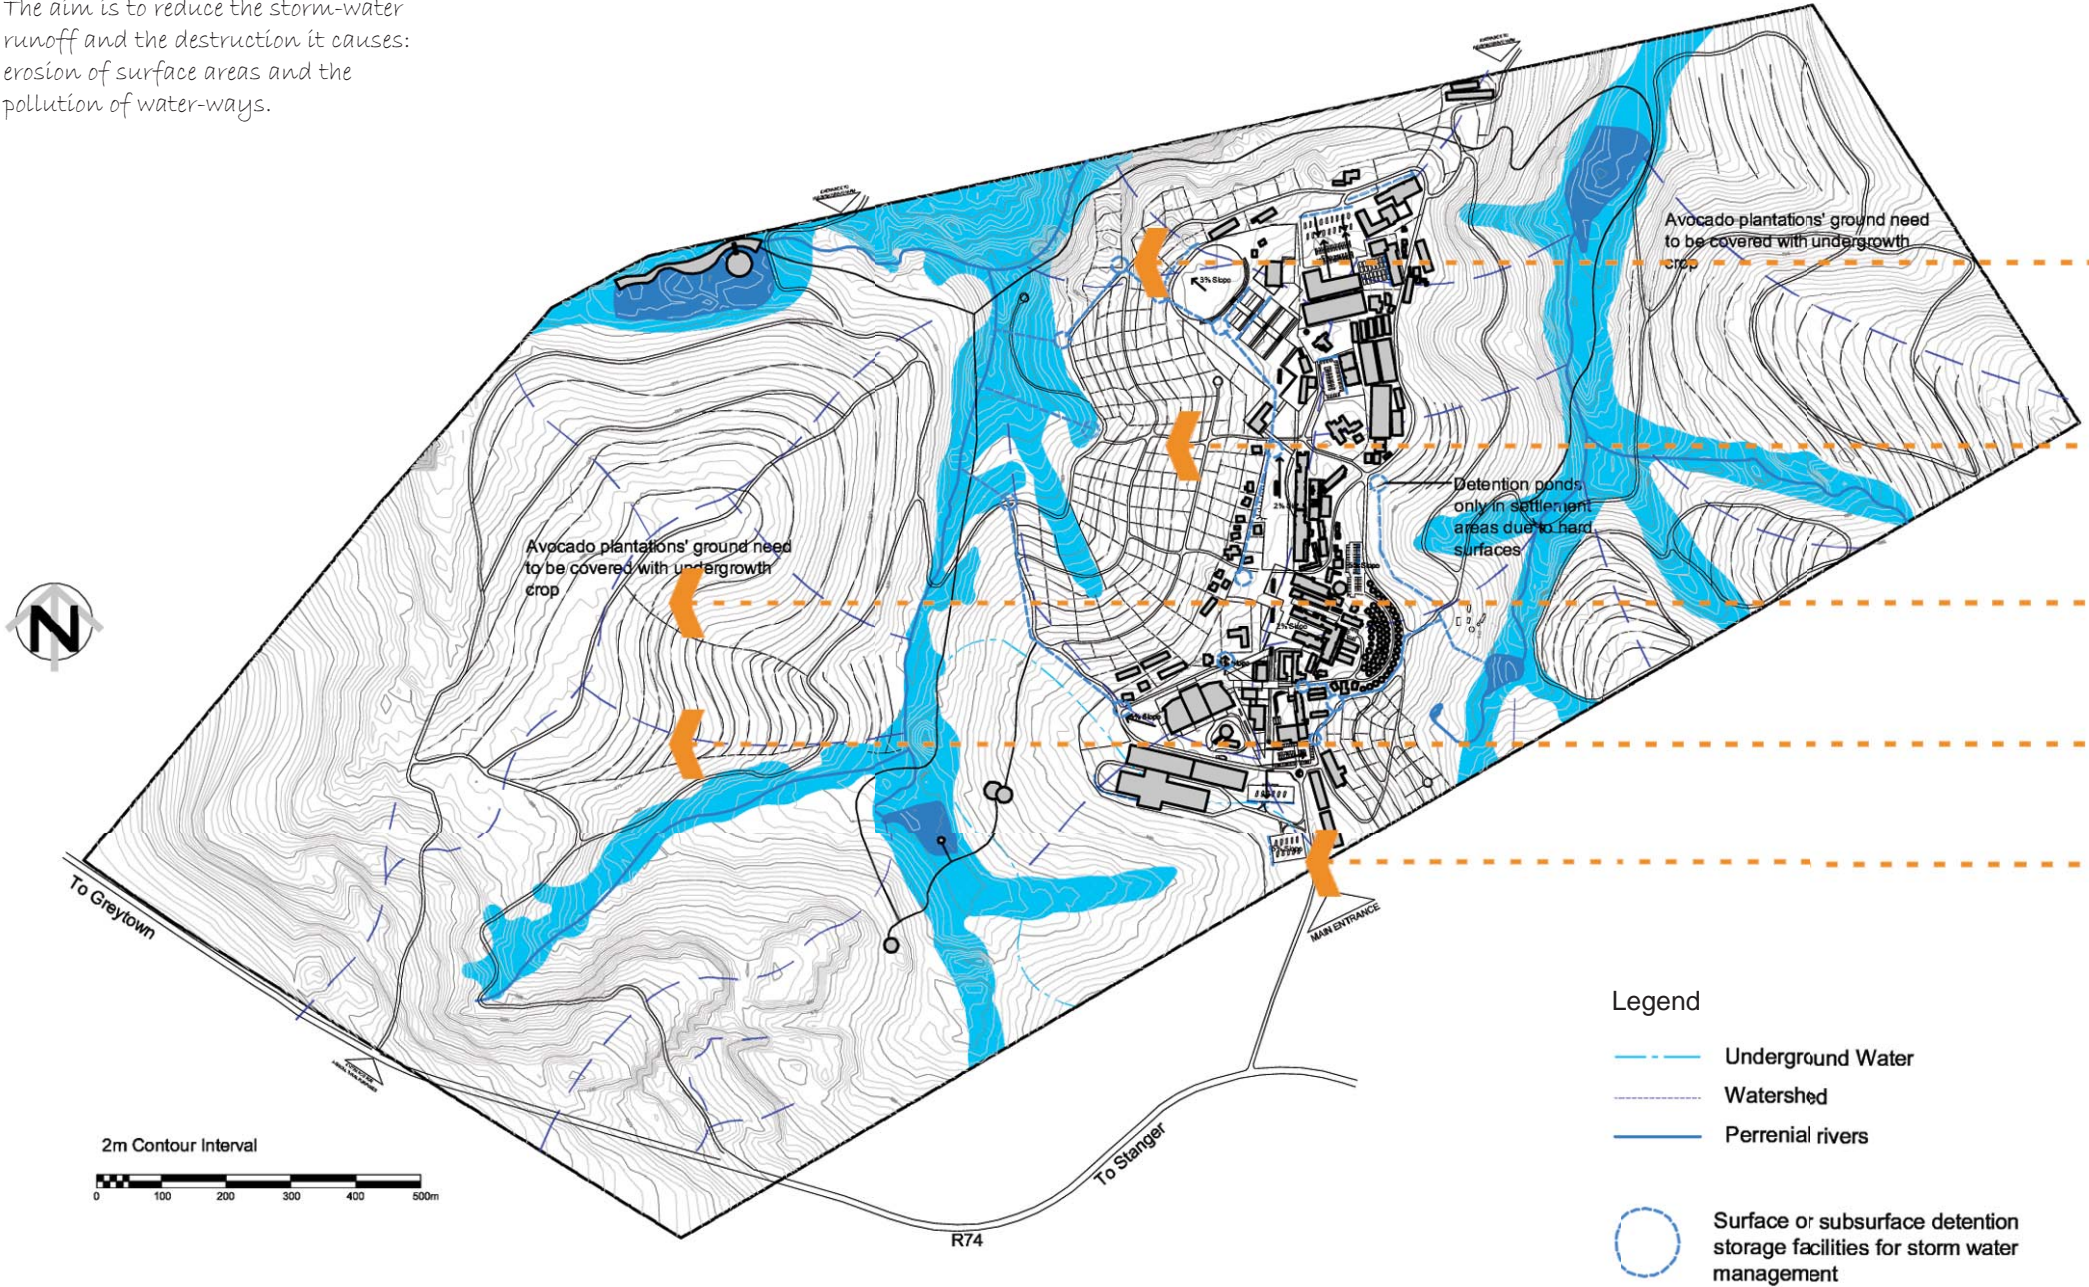 The aim is to reduce the storm-water
runoff and the destruction it causes:
erosion of surface areas and the
pollution of water-ways.
3% Slope
Avocado plantations' ground need
to be covered with undergrowth
crop
Detention ponds
only in settlement
areas due to hard
surfaces
Avocado plantations' ground need
to be covered with undergrowth
crop
N
MAIN ENTRANCE
To Greytown
To Stanger
R74
2m Contour Interval
0 100 200 300 400 500m
Legend
Underground Water
Watershed
Perrenial rivers
Surface or subsurface detention
storage facilities for storm water
management